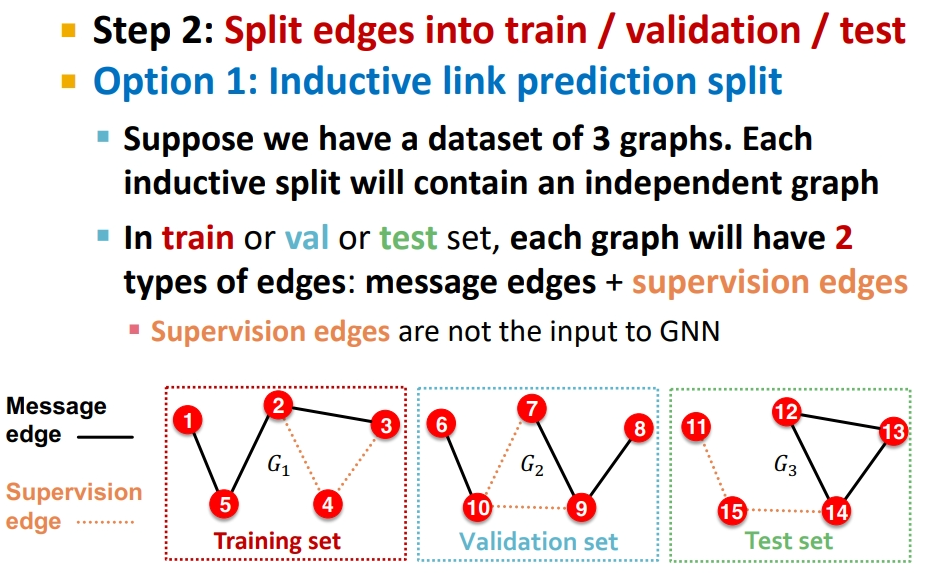 Step 2: Split edges into train / validation / test
Option 1: Inductive link prediction split
Suppose we have a dataset of 3 graphs. Each
inductive split will contain an independent graph
In train or val or test set, each graph will have 2
types of edges: message edges + supervision edges
Supervision edges are not the input to GNN
Message
edge
Supervision
edge
1
2
3
G1
5
4
Training set
6
7
8
G2
10
9
Validation set
11
12
13
G3
15
14
Test set